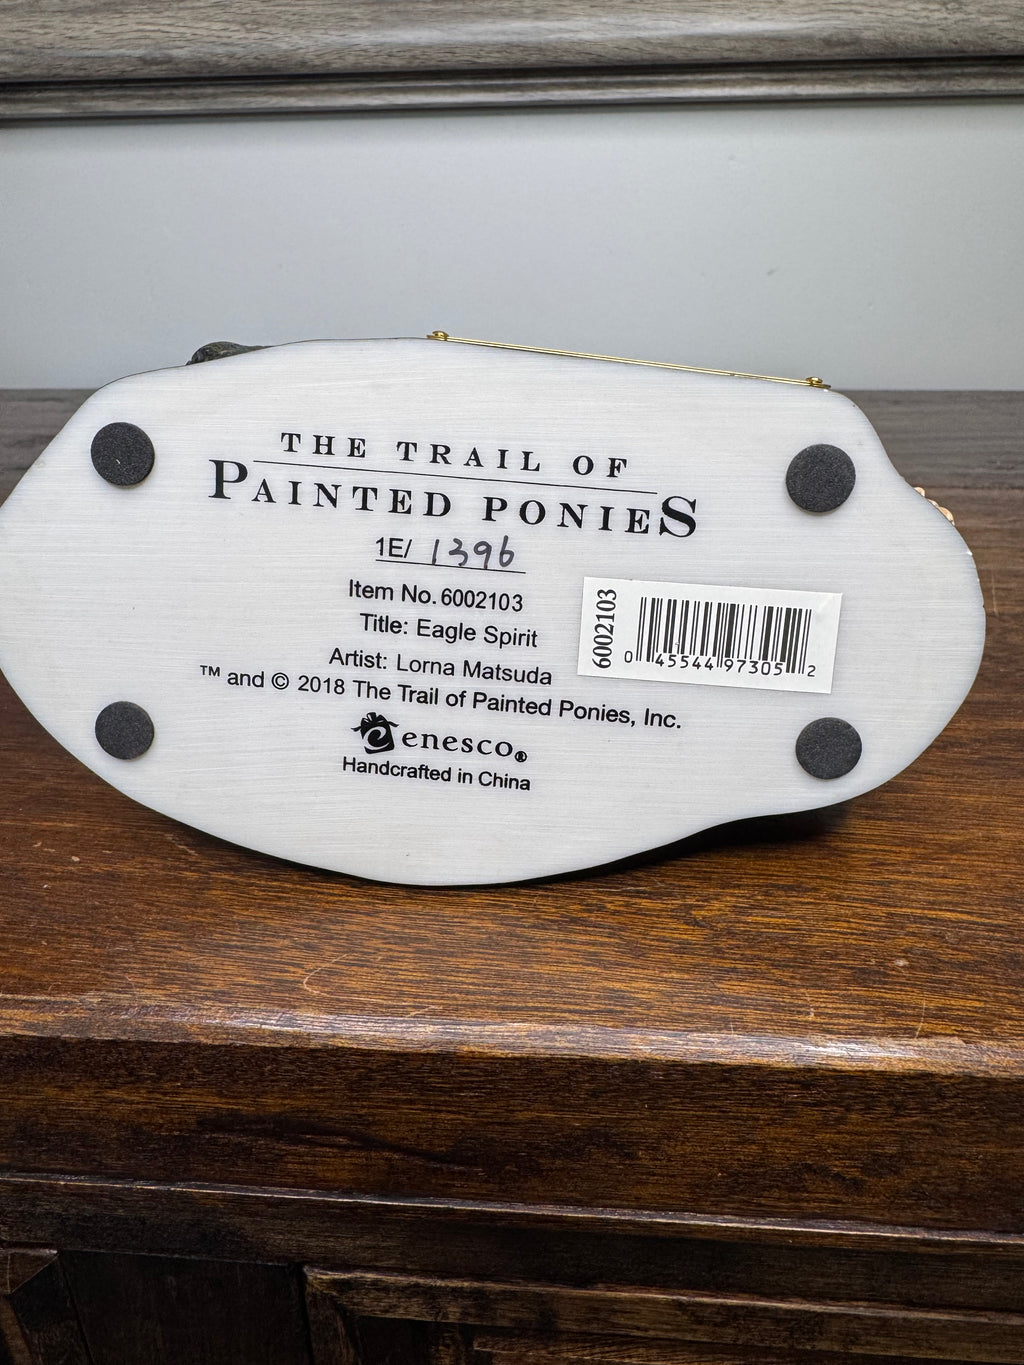 THE TRAIL OF
PAINTED PONIES
1E/ 1396
Item No. 6002103
Title: Eagle Spirit
Artist: Lorna Matsuda
™ and © 2018 The Trail of Painted Ponies, Inc.
enesco®
Handcrafted in China
6002103
0 45544 97305 2